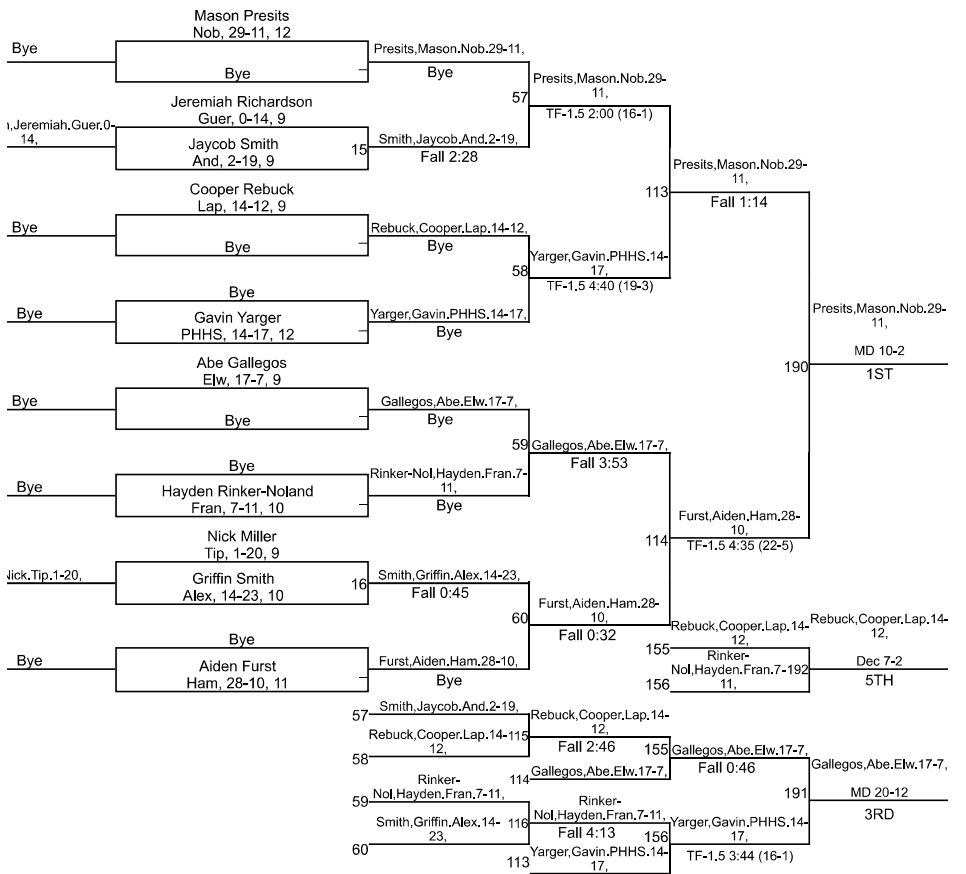 Mason Presits
Nob, 29-11, 12
Bye
Bye
Presits,Mason.Nob.29-11,
Bye
57
Presits,Mason.Nob.29-
11,
TF-1.5 2:00 (16-1)
Jeremiah Richardson
Guer, 0-14, 9
,Jeremiah.Guer.0-
14,
Jaycob Smith
And, 2-19, 9
15
Smith,Jaycob.And.2-19,
Fall 2:28
113
Presits,Mason.Nob.29-
11,
Fall 1:14
Cooper Rebuck
Lap, 14-12, 9
Bye
Bye
Rebuck,Cooper.Lap.14-12,
Bye
58
Yarger,Gavin.PHHS.14-
17,
TF-1.5 4:40 (19-3)
Bye
Bye
Gavin Yarger
PHHS, 14-17, 12
Yarger,Gavin.PHHS.14-17,
Bye
190
Presits,Mason.Nob.29-
11,
MD 10-2
1ST
Abe Gallegos
Elw, 17-7, 9
Bye
Bye
Gallegos,Abe.Elw.17-7,
Bye
59
Gallegos,Abe.Elw.17-7,
Fall 3:53
Bye
Bye
Hayden Rinker-Noland
Fran, 7-11, 10
Rinker-Nol,Hayden.Fran.7-
11,
Bye
114
Furst,Aiden.Ham.28-
10,
TF-1.5 4:35 (22-5)
Nick Miller
Tip, 1-20, 9
Nick.Tip.1-20,
Griffin Smith
Alex, 14-23, 10
16
Smith,Griffin.Alex.14-23,
Fall 0:45
60
Furst,Aiden.Ham.28-
10,
Fall 0:32
Bye
Bye
Aiden Furst
Ham, 28-10, 11
Furst,Aiden.Ham.28-10,
Bye
Rebuck,Cooper.Lap.14-
12,
155
Rinker-
Nol,Hayden.Fran.7-
11,
156
192
Rebuck,Cooper.Lap.14-
12,
Dec 7-2
5TH
57
Smith,Jaycob.And.2-19,
Rebuck,Cooper.Lap.14-
12,
58
115
Rebuck,Cooper.Lap.14-
12,
Fall 2:46
114
Gallegos,Abe.Elw.17-7,
155
Gallegos,Abe.Elw.17-7,
Fall 0:46
Rinker-
Nol,Hayden.Fran.7-11,
59
Smith,Griffin.Alex.14-
23,
60
116
Rinker-
Nol,Hayden.Fran.7-11,
Fall 4:13
113
Yarger,Gavin.PHHS.14-
17,
156
Yarger,Gavin.PHHS.14-
17,
TF-1.5 3:44 (16-1)
191
Gallegos,Abe.Elw.17-7,
MD 20-12
3RD